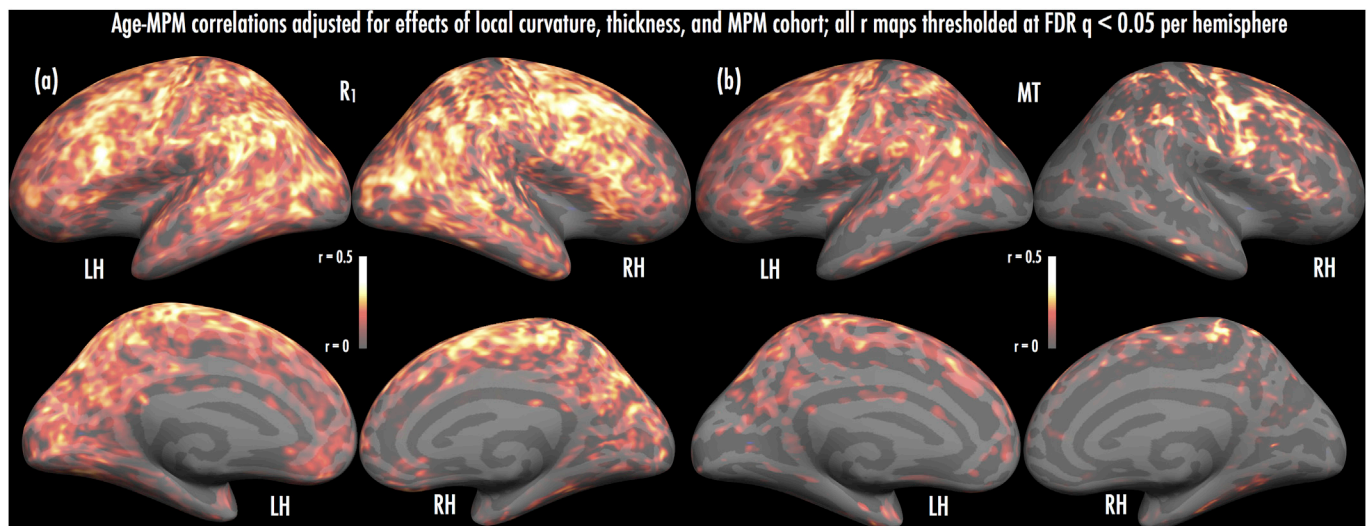 Age-MPM correlations adjusted for effects of local curvature, thickness, and MPM cohort; all r maps thresholded at FDR q < 0.05 per hemisphere
(a)
R1
(b)
MT
LH
r = 0.5
r = 0
RH
LH
r = 0.5
r = 0
RH
LH
RH
LH
RH